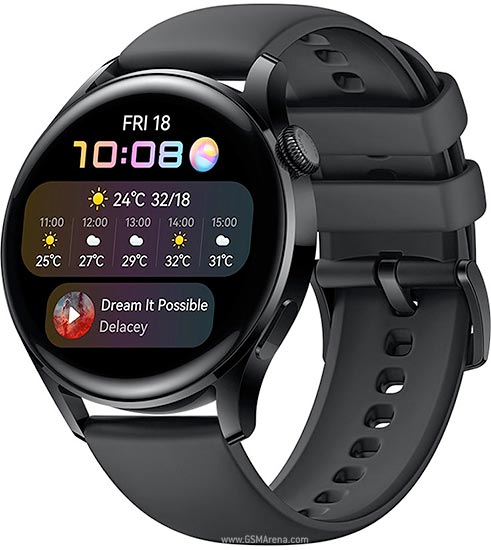 FRI 18
10:08
24°C 32/18
11:00 12:00 13:00 14:00 15:00
25°C 27°C 29°C 32°C 31°C
Dream It Possible
Delacey
www.GSMArena.com